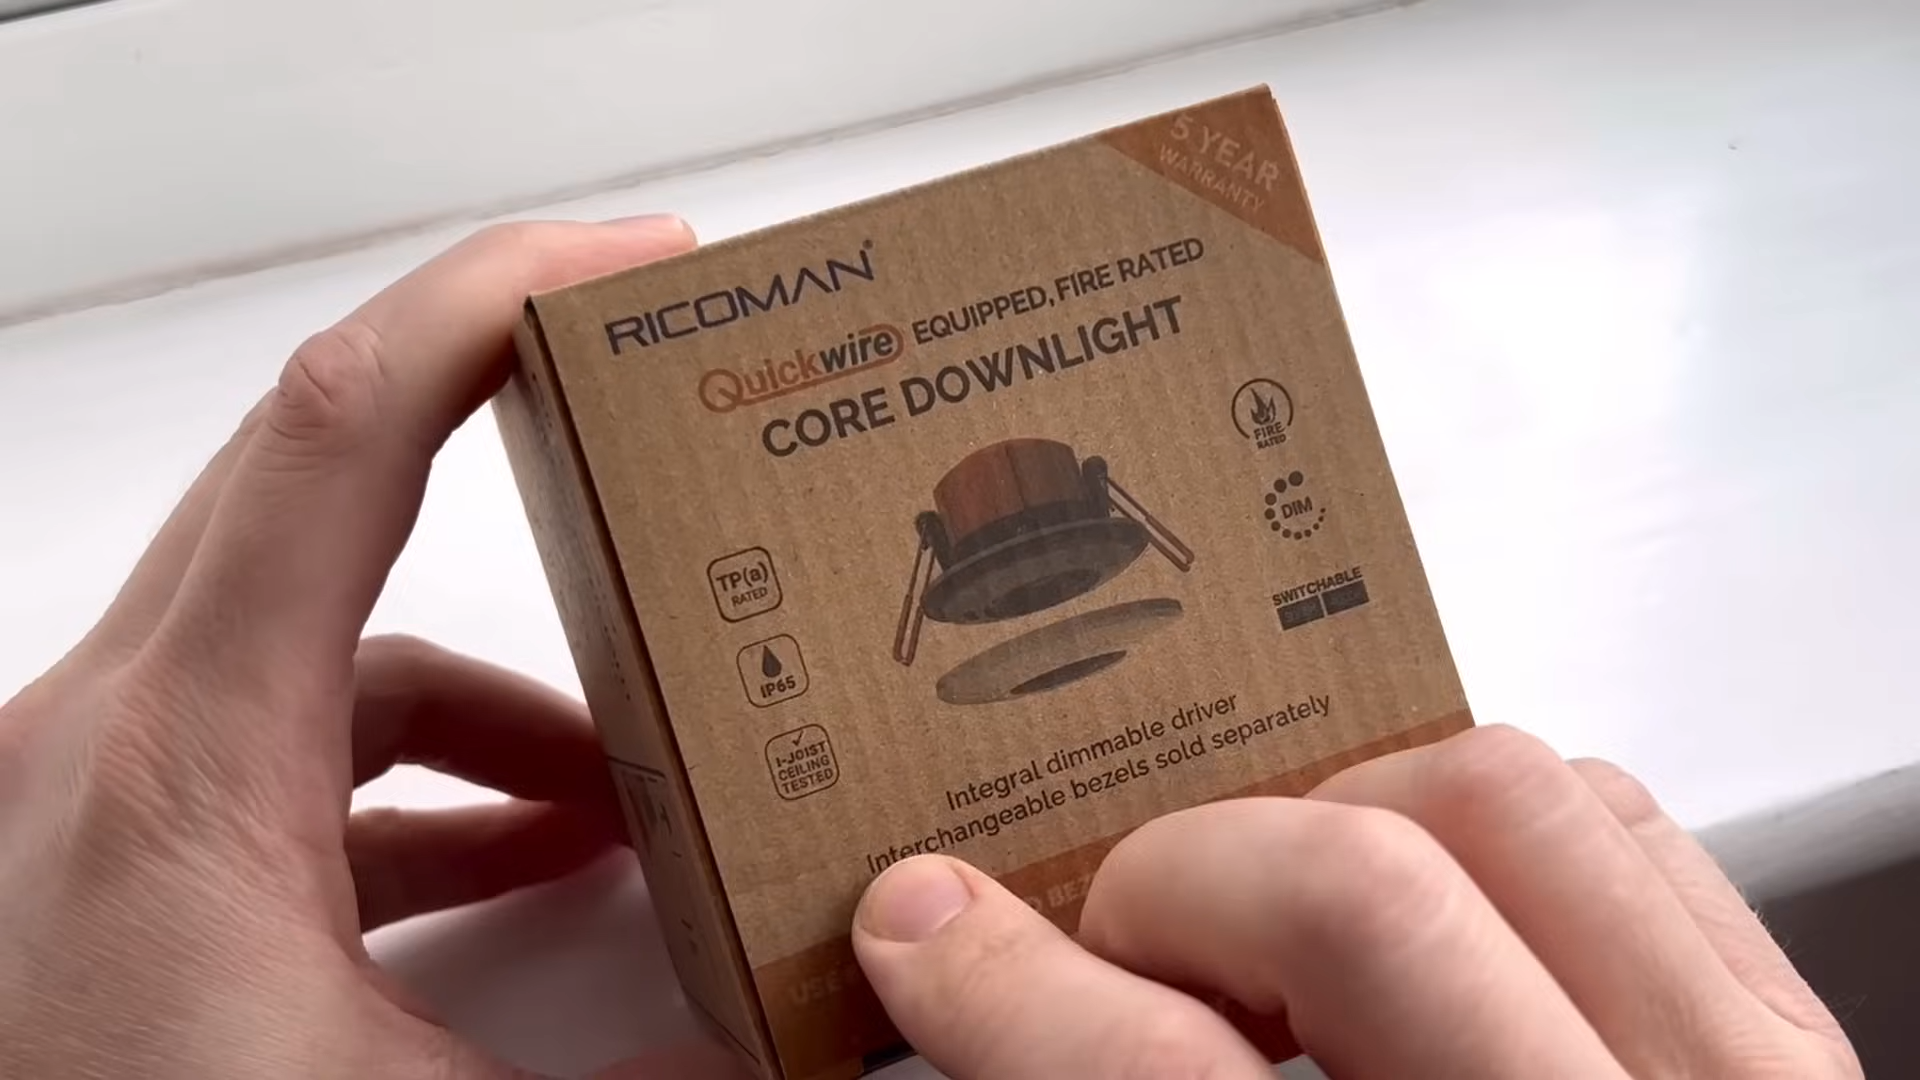 5 YEAR
WARRANTY
RICOMAN®
Quickwire EQUIPPED, FIRE RATED
CORE DOWNLIGHT
FIRE
RATED
DIM
SWITCHABLE
TP(a)
RATED
IP65
I-JOIST
CEILING
TESTED
Integral dimmable driver
Interchangeable bezels sold separately
USE